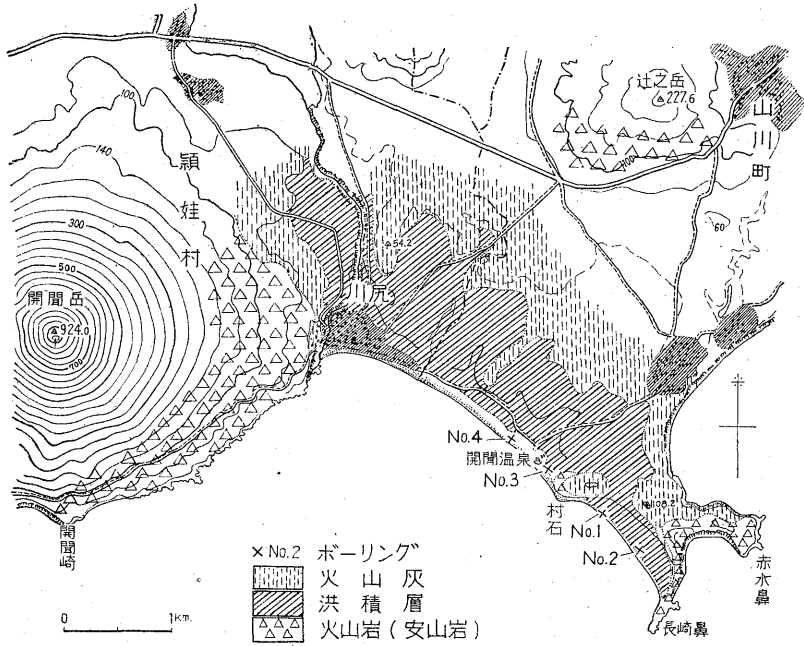 辻之岳
227.6
山川町
100
100
140
頴娃村
60
300
54.2
500
開聞岳
924.0
700
川尻
No.4
開聞温泉
No.3
村石
No.1
No.2
108.2
開聞崎
赤水鼻
長崎鼻
×No.2 ボーリング
火山灰
洪積層
火山岩(安山岩)
0 1Km.